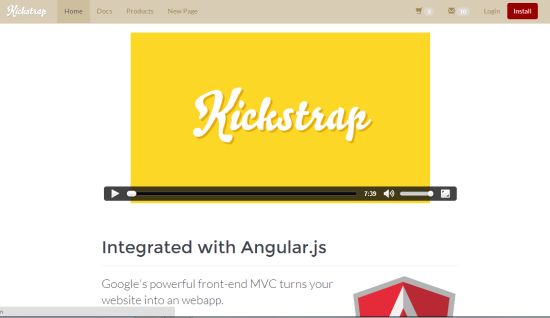 Kickstrap Home Docs Products New Page 3 10 Login Install
Kickstrap
7:39
Integrated with Angular.js
Google's powerful front-end MVC turns your
website into an webapp.